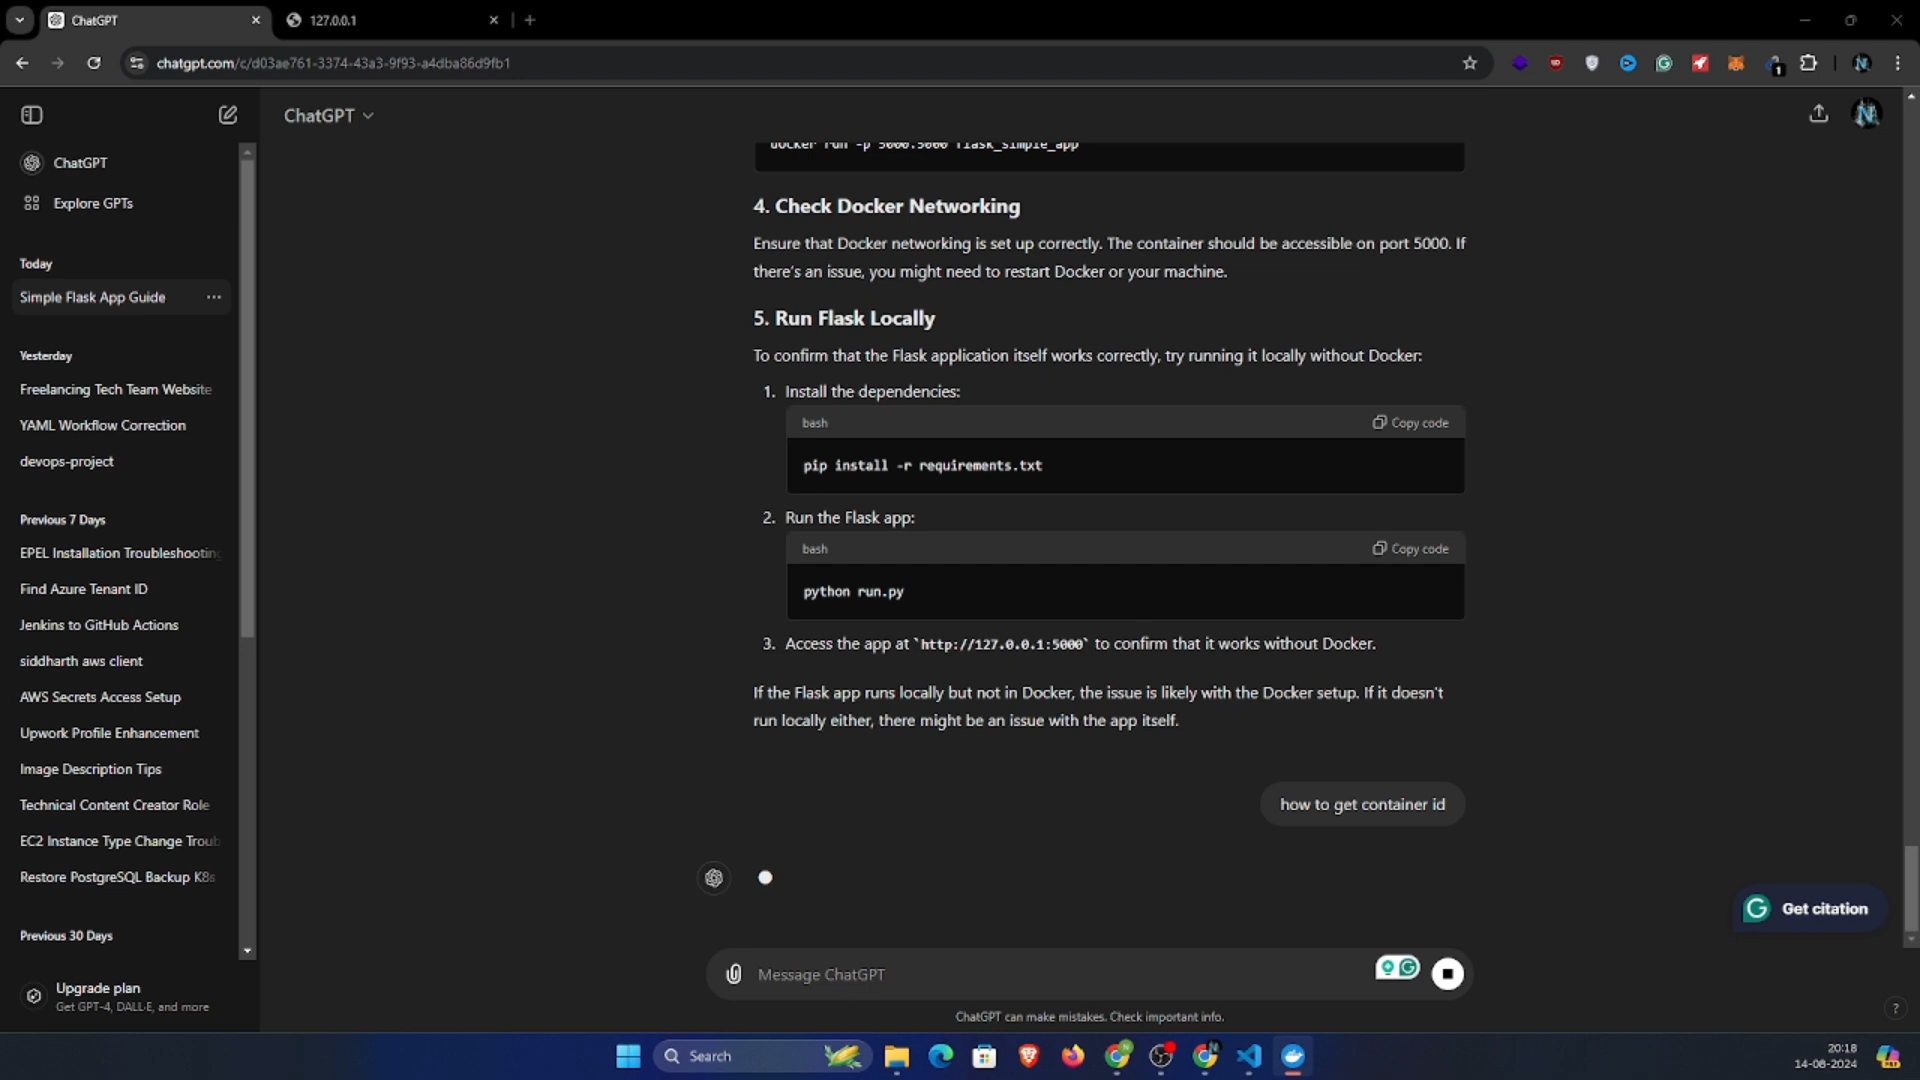 ChatGPT
127.0.0.1
chatgpt.com/c/d03ae761-3374-43a3-9f93-a4dba86d9fb1
1
ChatGPT
ChatGPT
Explore GPTs
Today
Simple Flask App Guide
Yesterday
Freelancing Tech Team Website
YAML Workflow Correction
devops-project
Previous 7 Days
EPEL Installation Troubleshooting
Find Azure Tenant ID
Jenkins to GitHub Actions
siddharth aws client
AWS Secrets Access Setup
Upwork Profile Enhancement
Image Description Tips
Technical Content Creator Role
EC2 Instance Type Change Troub
Restore PostgreSQL Backup K8s
Previous 30 Days
Upgrade plan
Get GPT-4, DALL·E, and more
docker run -p 5000:5000 flask_simple_app
4. Check Docker Networking
Ensure that Docker networking is set up correctly. The container should be accessible on port 5000. If
there's an issue, you might need to restart Docker or your machine.
5. Run Flask Locally
To confirm that the Flask application itself works correctly, try running it locally without Docker:
1. Install the dependencies:
bash
Copy code
pip install -r requirements.txt
2. Run the Flask app:
bash
Copy code
python run.py
3. Access the app at `http://127.0.0.1:5000` to confirm that it works without Docker.
If the Flask app runs locally but not in Docker, the issue is likely with the Docker setup. If it doesn't
run locally either, there might be an issue with the app itself.
how to get container id
Get citation
Message ChatGPT
ChatGPT can make mistakes. Check important info.
?
Search
20:18
14-08-2024